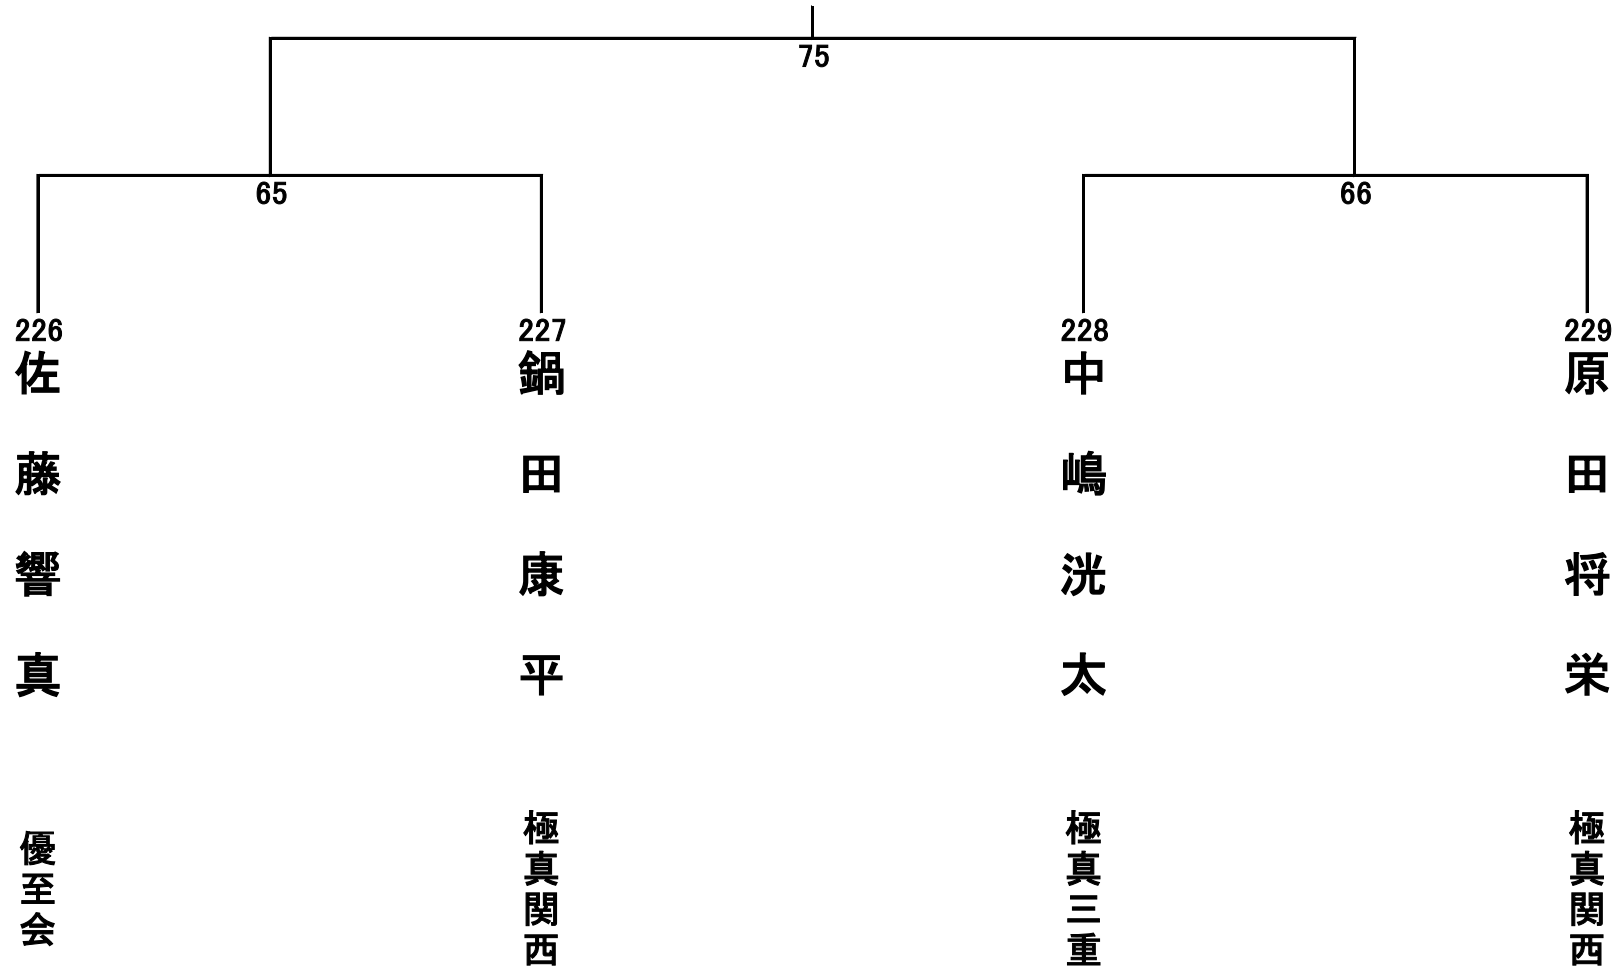 75
65
66
226
佐藤響真
優至会
227
鍋田康平
極真関西
228
中嶋洸太
極真三重
229
原田将栄
極真関西